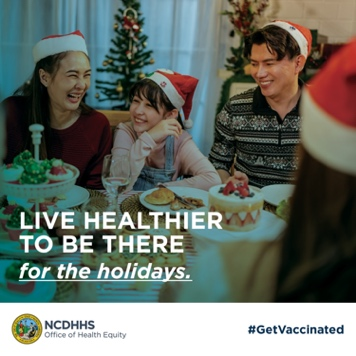 LIVE HEALTHIER
TO BE THERE
for the holidays.
NCDHHS
Office of Health Equity
#GetVaccinated